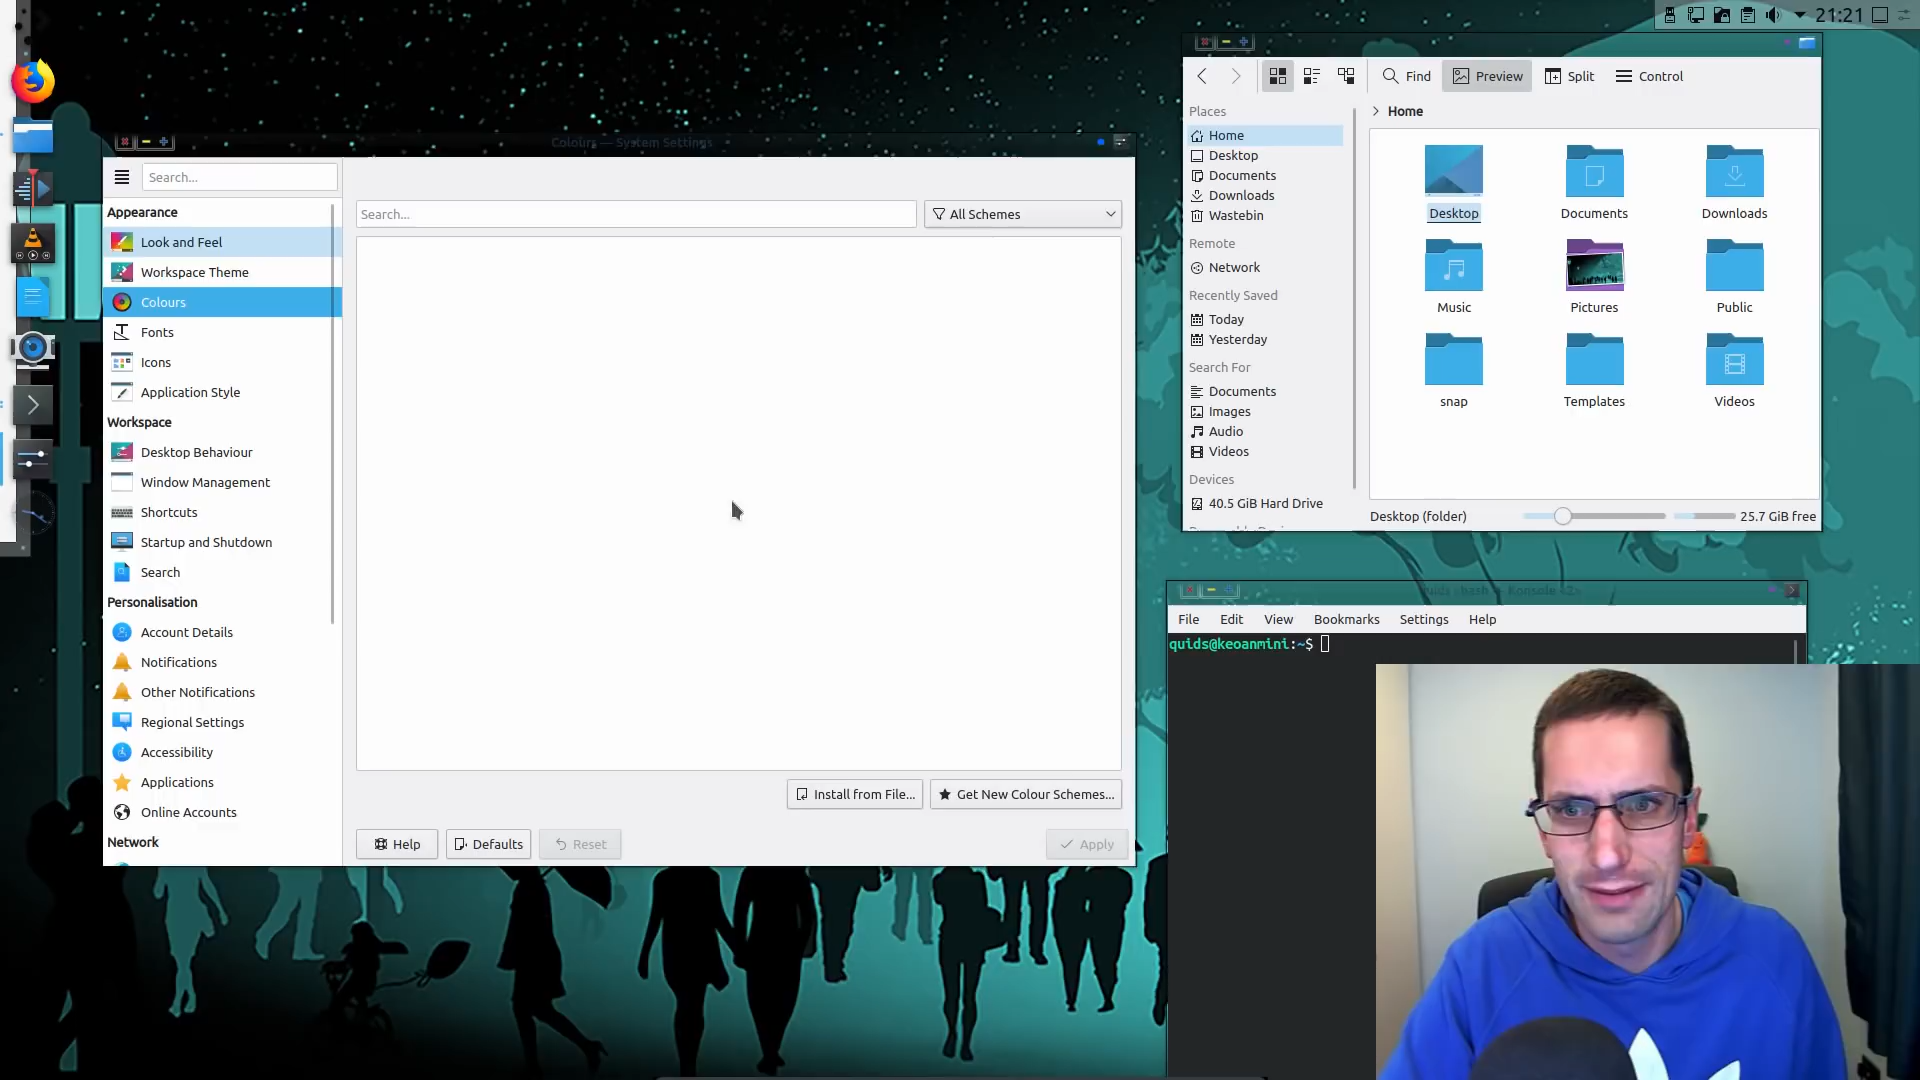 21:21
Colours — System Settings
Search...
Appearance
Look and Feel
Workspace Theme
Colours
Fonts
Icons
Application Style
Workspace
Desktop Behaviour
Window Management
Shortcuts
Startup and Shutdown
Search
Personalisation
Account Details
Notifications
Other Notifications
Regional Settings
Accessibility
Applications
Online Accounts
Network
Search...
All Schemes
Install from File...
Get New Colour Schemes...
Help
Defaults
Reset
Apply
Find
Preview
Split
Control
Places
Home
Desktop
Documents
Downloads
Wastebin
Remote
Network
Recently Saved
Today
Yesterday
Search For
Documents
Images
Audio
Videos
Devices
40.5 GiB Hard Drive
Home
Desktop
Documents
Downloads
Music
Pictures
Public
snap
Templates
Videos
Desktop (folder)
25.7 GiB free
File Edit View Bookmarks Settings Help
quids@keoanmini:~$